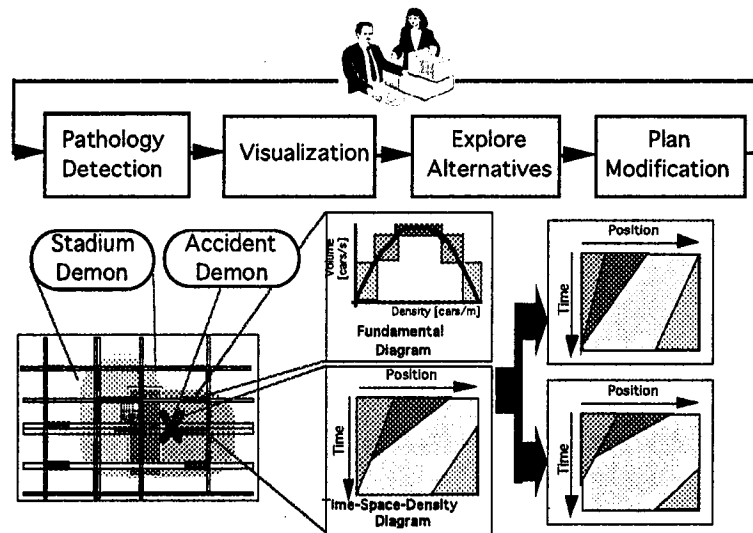 Pathology
Detection
Visualization
Explore
Alternatives
Plan
Modification
Stadium
Demon
Accident
Demon
Volume
[cars/s]
Density [cars/m]
Fundamental
Diagram
Position
Time
Time-Space-Density
Diagram
Position
Time
Position
Time